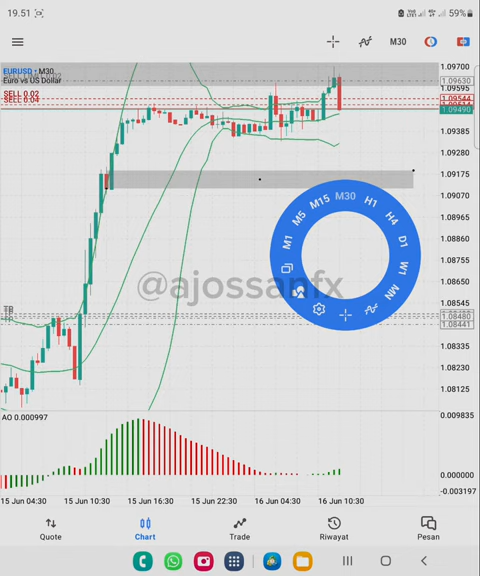 19.51
59%
M30
EURUSD • M30
Euro vs US Dollar
SELL 0.02
SELL 0.04
1.09700
1.09630
1.09595
1.09544
1.09490
1.09385
1.09280
1.09175
1.09070
1.08965
1.08860
1.08755
1.08650
1.08545
1.08480
1.08441
1.08335
1.08230
1.08125
M1
M5
M15
M30
H1
H4
D1
W1
MN
@ajossanfx
TP
AO 0.000997
0.009835
0.000000
-0.003197
15 Jun 04:30
15 Jun 10:30
15 Jun 16:30
15 Jun 22:30
16 Jun 04:30
16 Jun 10:30
Quote
Chart
Trade
Riwayat
Pesan